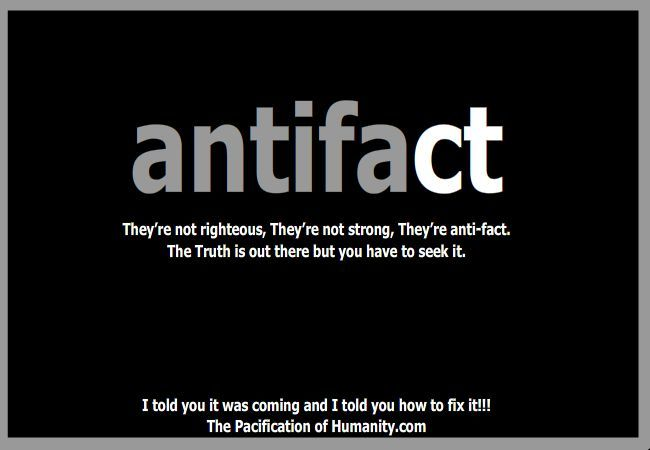 antifact
They're not righteous, They're not strong, They're anti-fact.
The Truth is out there but you have to seek it.
I told you it was coming and I told you how to fix it!!!
The Pacification of Humanity.com